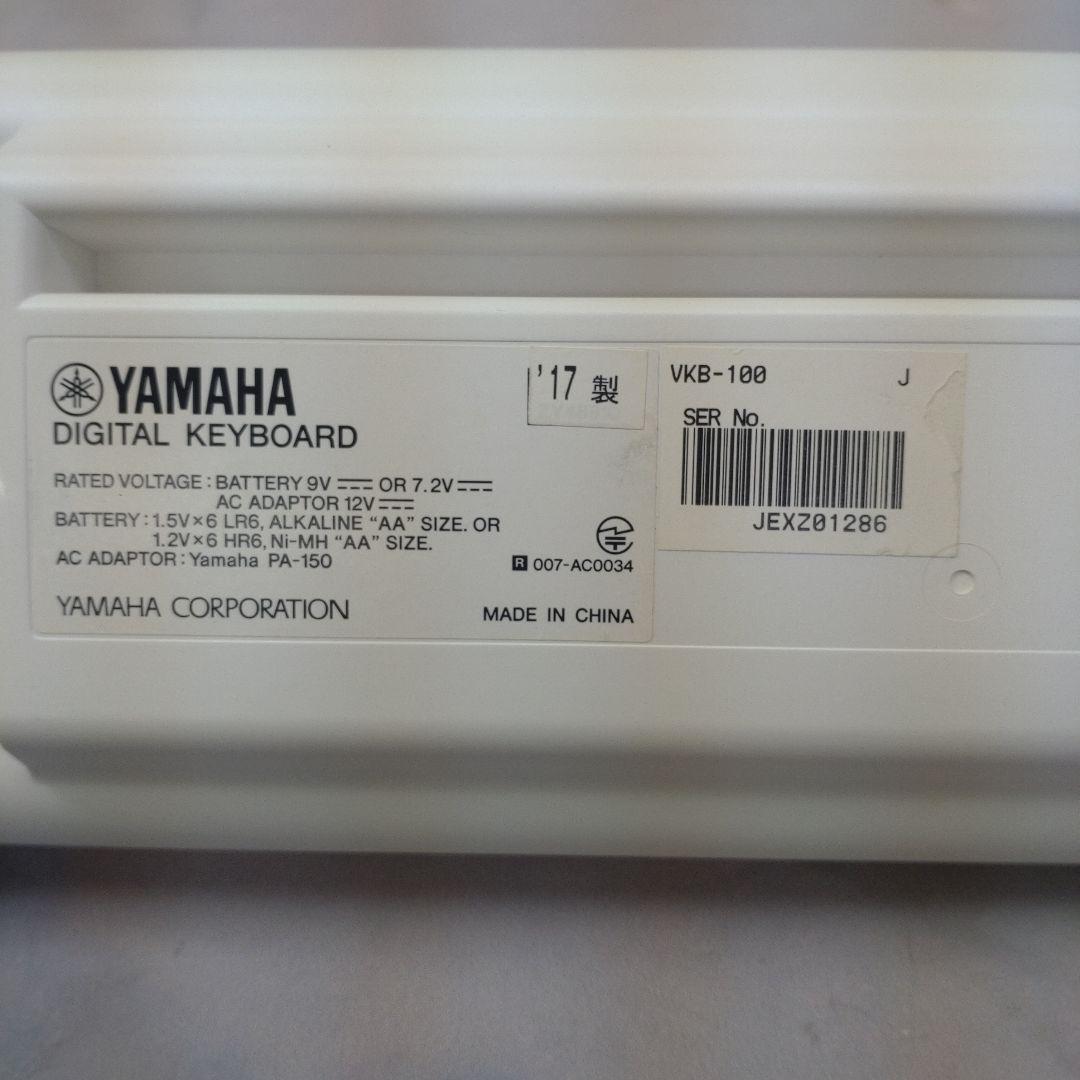 YAMAHA
DIGITAL KEYBOARD
'17 製
RATED VOLTAGE : BATTERY 9V ⎓ OR 7.2V ⎓
AC ADAPTOR 12V ⎓
BATTERY : 1.5V×6 LR6, ALKALINE “AA” SIZE. OR
1.2V×6 HR6, Ni-MH “AA” SIZE.
AC ADAPTOR : Yamaha PA-150
R 007-AC0034
YAMAHA CORPORATION
MADE IN CHINA
VKB-100 J
SER No.
JEXZ01286